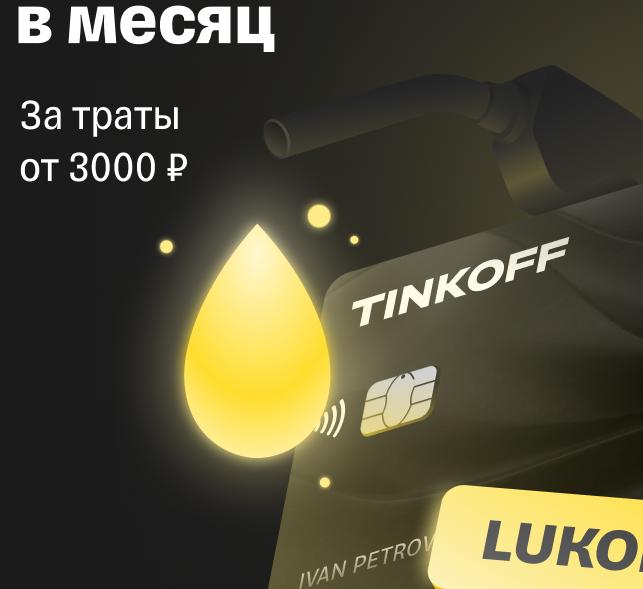 в месяц
За траты
от 3000 ₽
TINKOFF
IVAN PETROV
LUKO